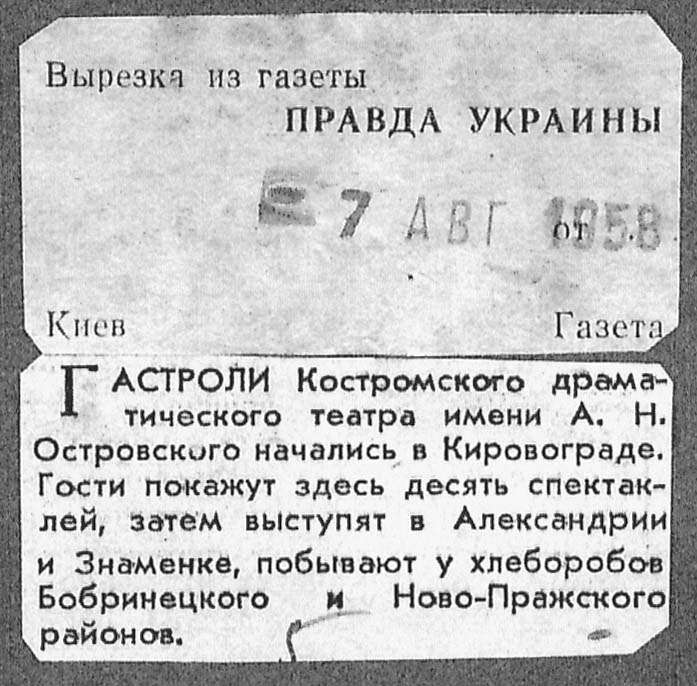 Вырезка из газеты
ПРАВДА УКРАИНЫ
7 АВГ 1958
от . .
Киев
Газета
ГАСТРОЛИ Костромского драма-
тического театра имени А. Н.
Островского начались в Кировограде.
Гости покажут здесь десять спектак-
лей, затем выступят в Александрии
и Знаменке, побывают у хлеборобов
Бобринецкого и Ново-Пражского
районов.